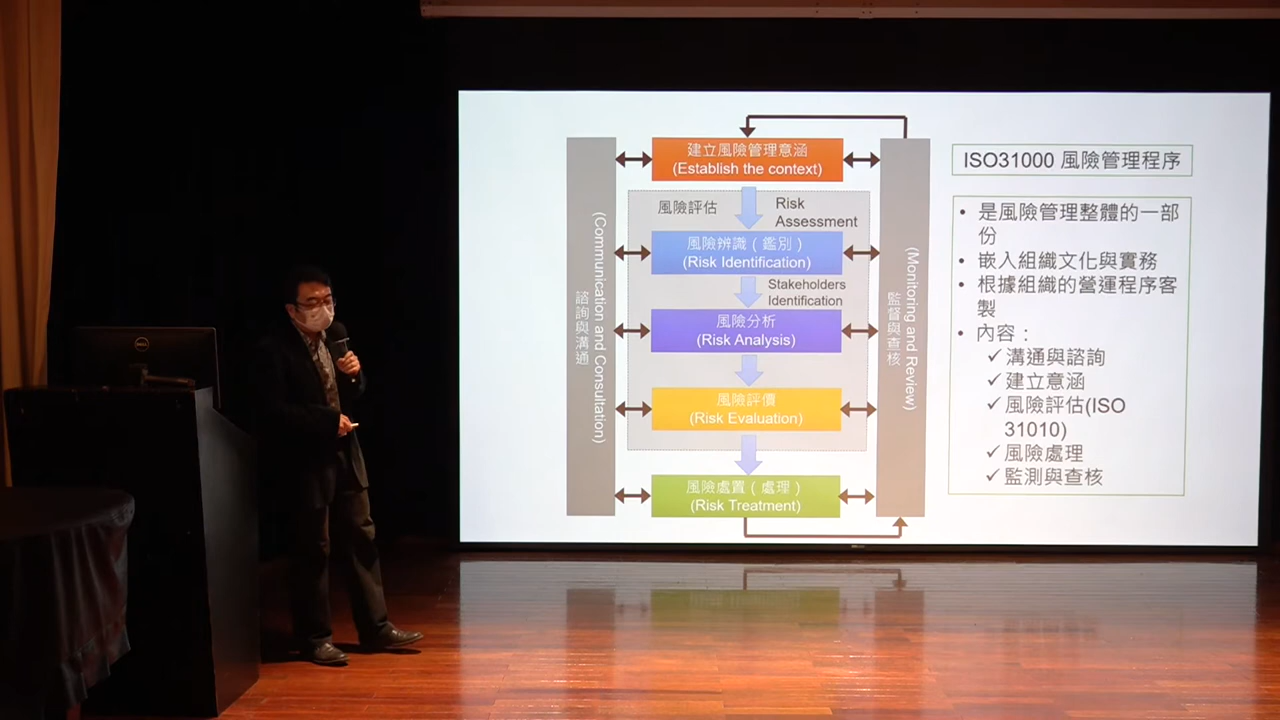 建立風險管理意涵
(Establish the context)
風險評估
Risk
Assessment
風險辨識（鑑別）
(Risk Identification)
Stakeholders
Identification
風險分析
(Risk Analysis)
風險評價
(Risk Evaluation)
風險處置（處理）
(Risk Treatment)
(Communication and Consultation)
諮詢與溝通
(Monitoring and Review)
監督與查核
ISO31000 風險管理程序
• 是風險管理整體的一部
份
• 嵌入組織文化與實務
• 根據組織的營運程序客
製
• 內容：
✓溝通與諮詢
✓建立意涵
✓風險評估(ISO
31010)
✓風險處理
✓監測與查核
DELL